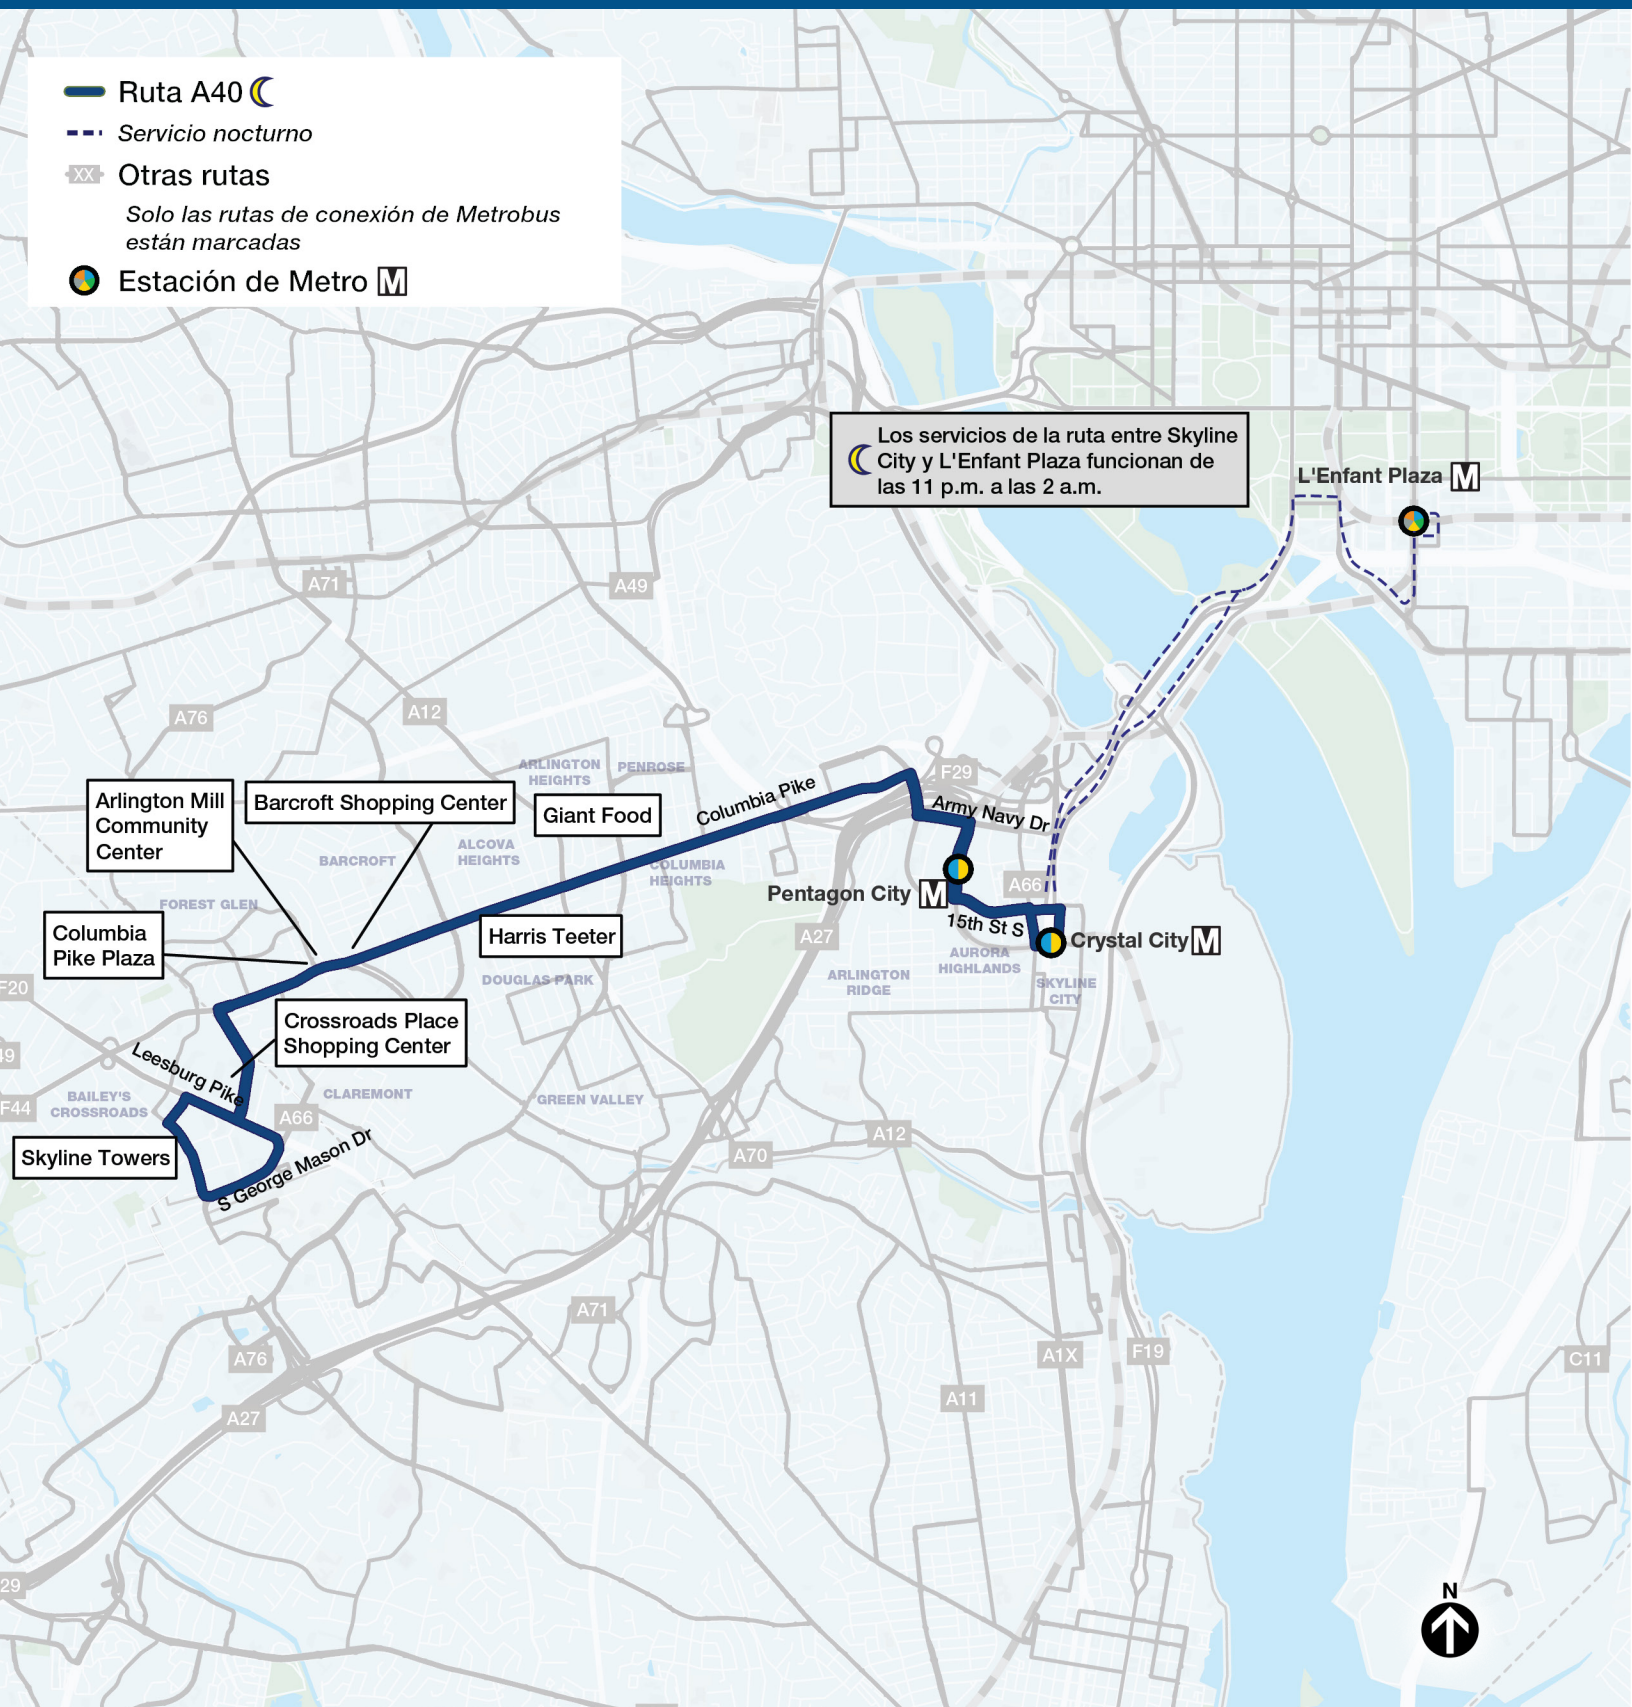 Ruta A40
Servicio nocturno
XX
Otras rutas
Solo las rutas de conexión de Metrobus
están marcadas
Estación de Metro M
Los servicios de la ruta entre Skyline
City y L'Enfant Plaza funcionan de
las 11 p.m. a las 2 a.m.
L'Enfant Plaza M
A71
A49
A76
A12
ARLINGTON
HEIGHTS
PENROSE
F29
Arlington Mill
Community
Center
Barcroft Shopping Center
Giant Food
Columbia Pike
Army Navy Dr
BARCROFT
ALCOVA
HEIGHTS
COLUMBIA
HEIGHTS
Pentagon City M
A66
FOREST GLEN
15th St S
Crystal City M
Columbia
Pike Plaza
Harris Teeter
A27
AURORA
HIGHLANDS
DOUGLAS PARK
ARLINGTON
RIDGE
SKYLINE
CITY
F20
Crossroads Place
Shopping Center
49
Leesburg Pike
F44
BAILEY'S
CROSSROADS
CLAREMONT
GREEN VALLEY
A66
A12
Skyline Towers
S George Mason Dr
A70
A71
A76
A1X
F19
C11
A11
A27
29
N